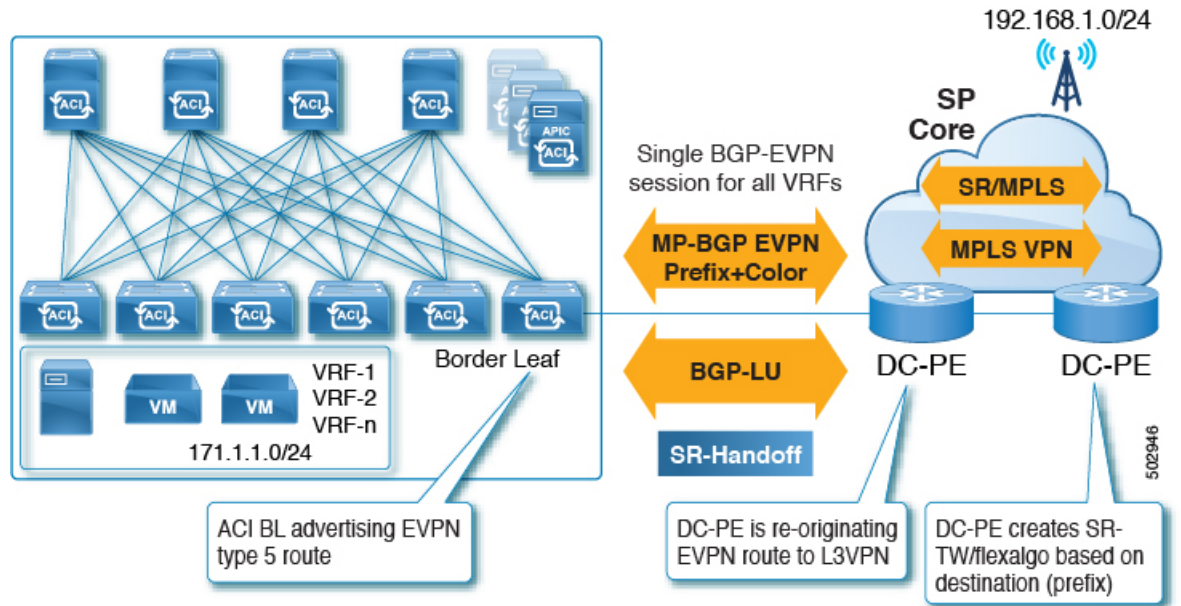 192.168.1.0/24
ACI
ACI
ACI
ACI
APIC
ACI
SP
Core
Single BGP-EVPN
session for all VRFs
SR/MPLS
MP-BGP EVPN
Prefix+Color
MPLS VPN
ACI
ACI
ACI
ACI
ACI
ACI
Border Leaf
BGP-LU
DC-PE
DC-PE
VM
VM
VRF-1
VRF-2
VRF-n
171.1.1.0/24
SR-Handoff
502946
ACI BL advertising EVPN
type 5 route
DC-PE is re-originating
EVPN route to L3VPN
DC-PE creates SR-
TW/flexalgo based on
destination (prefix)